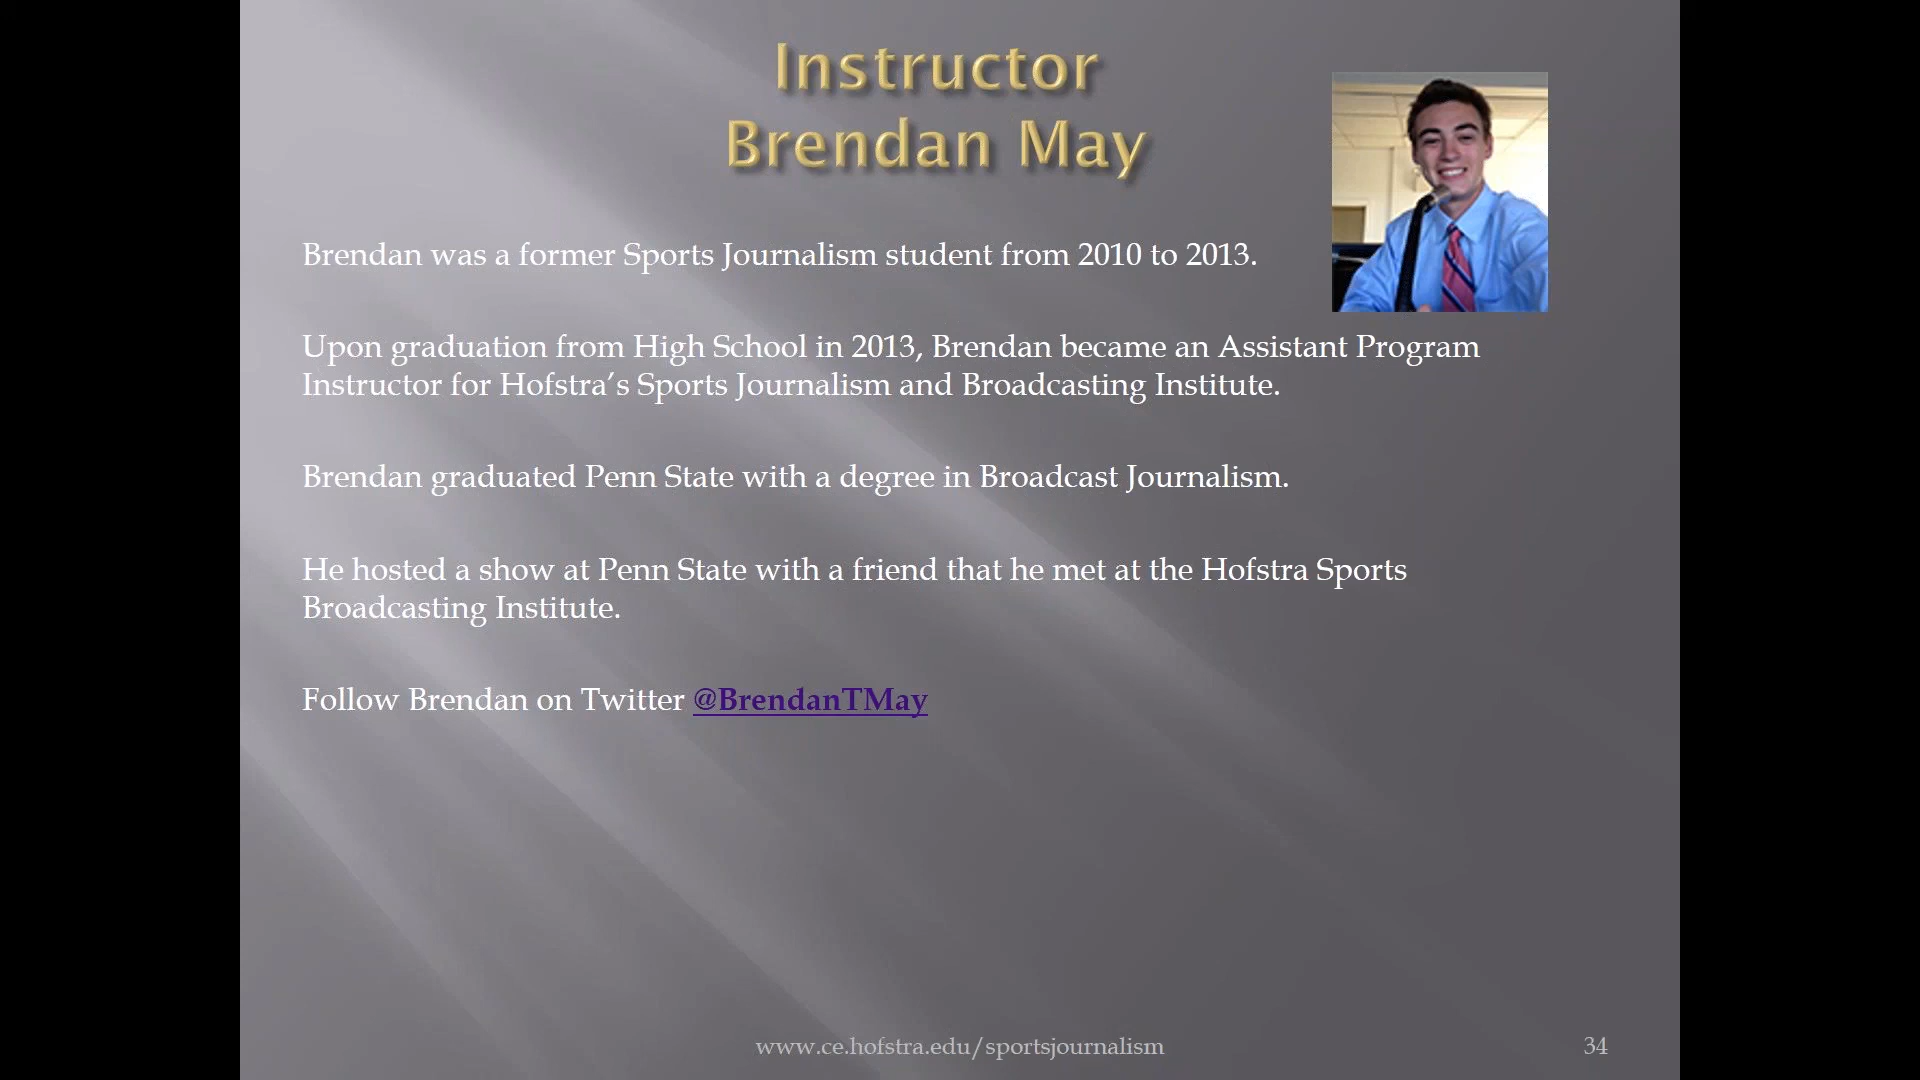 Instructor
Brendan May
Brendan was a former Sports Journalism student from 2010 to 2013.
Upon graduation from High School in 2013, Brendan became an Assistant Program
Instructor for Hofstra’s Sports Journalism and Broadcasting Institute.
Brendan graduated Penn State with a degree in Broadcast Journalism.
He hosted a show at Penn State with a friend that he met at the Hofstra Sports
Broadcasting Institute.
Follow Brendan on Twitter @BrendanTMay
www.ce.hofstra.edu/sportsjournalism
34